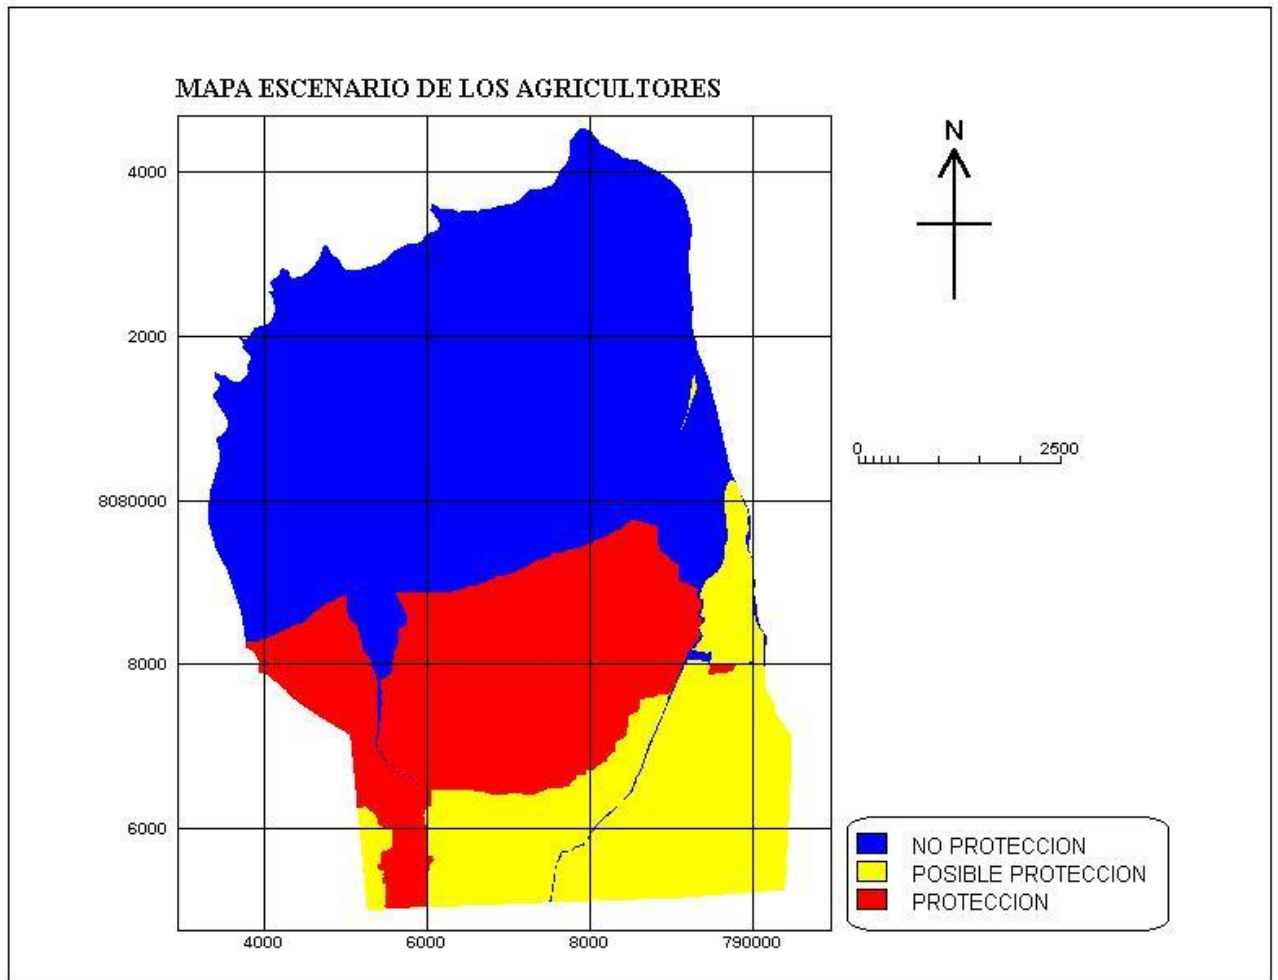 MAPA ESCENARIO DE LOS AGRICULTORES
N
4000
2000
0 2500
8080000
8000
6000
NO PROTECCION
POSIBLE PROTECCION
PROTECCION
4000 6000 8000 790000